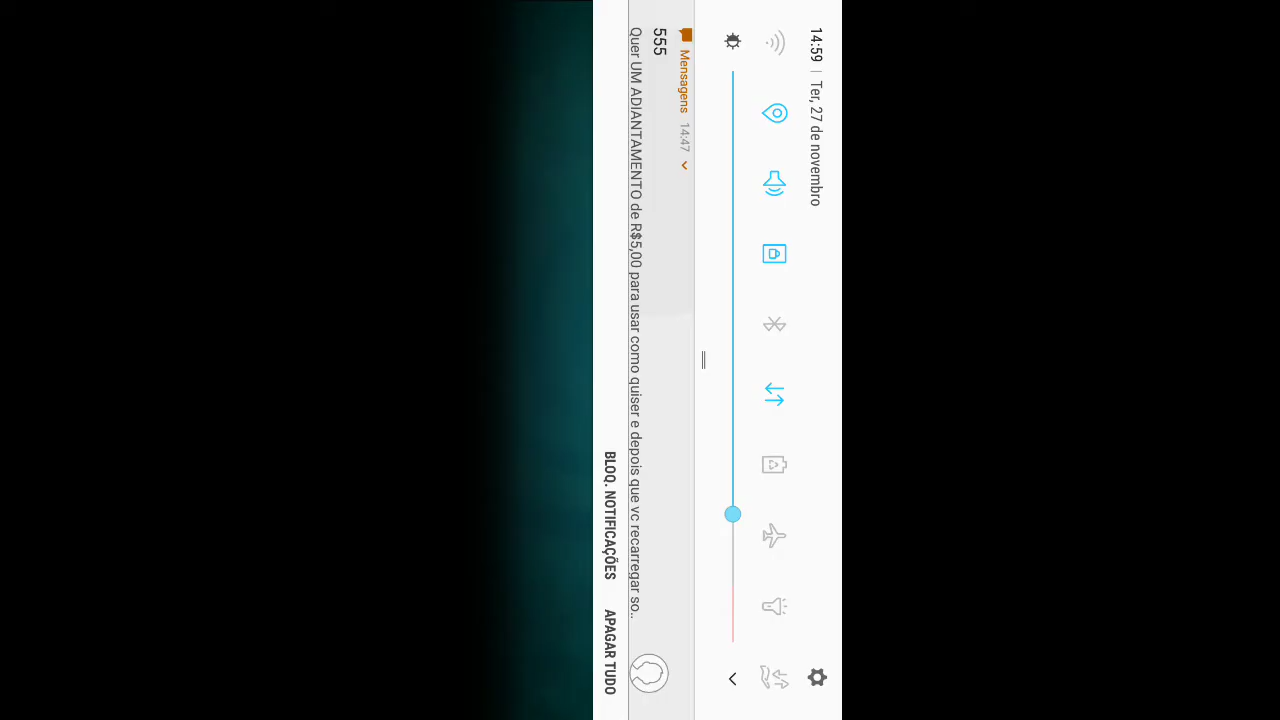 14:59 | Ter, 27 de novembro
Mensagens 14:47
555
Quer UM ADIANTAMENTO de R$5,00 para usar como quiser e depois que vc recarregar so..
BLOQ. NOTIFICAÇÕES APAGAR TUDO